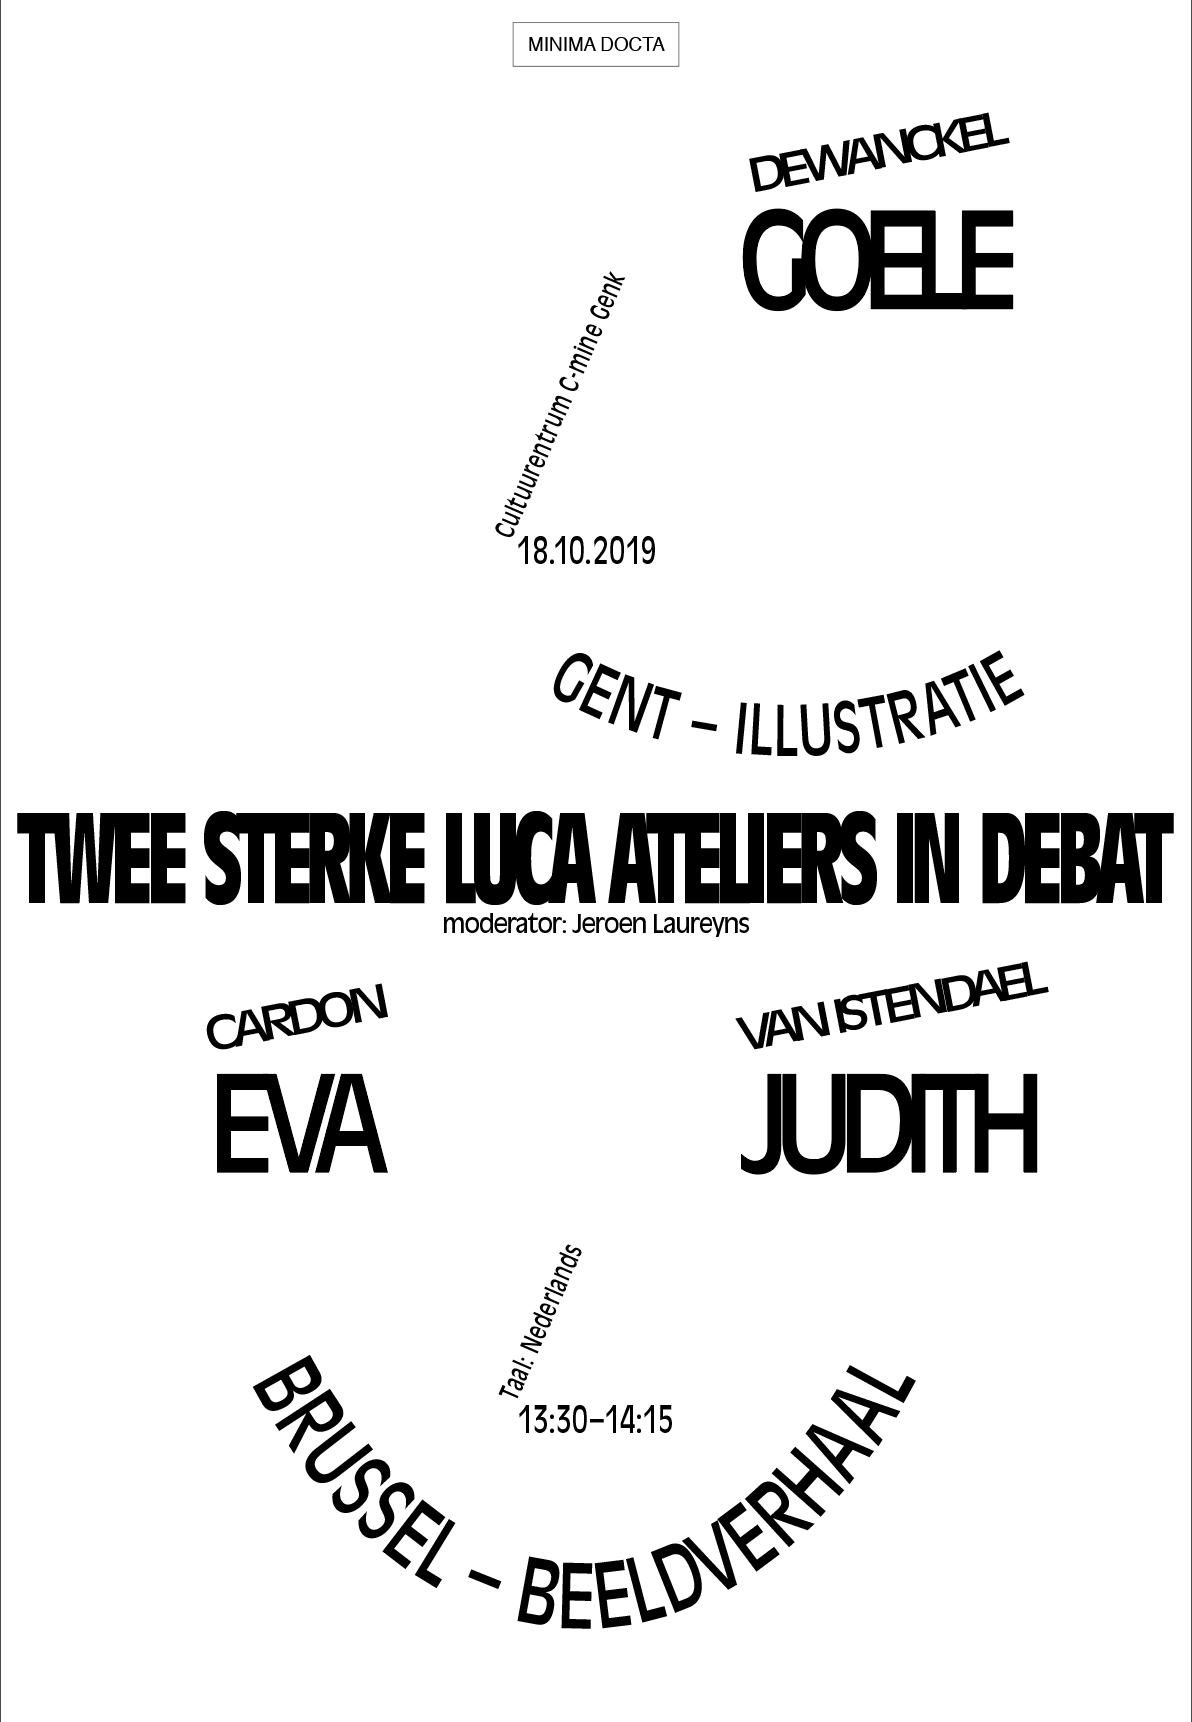 MINIMA DOCTA
DEWANCKEL
GOELE
Cultuurentrum C-mine Genk
18.10.2019
GENT – ILLUSTRATIE
TWEE STERKE LUCA ATELIERS IN DEBAT
moderator: Jeroen Laureyns
CARDON
EVA
VAN ISTENDAEL
JUDITH
Taal: Nederlands
13:30–14:15
BRUSSEL – BEELDVERHAAL